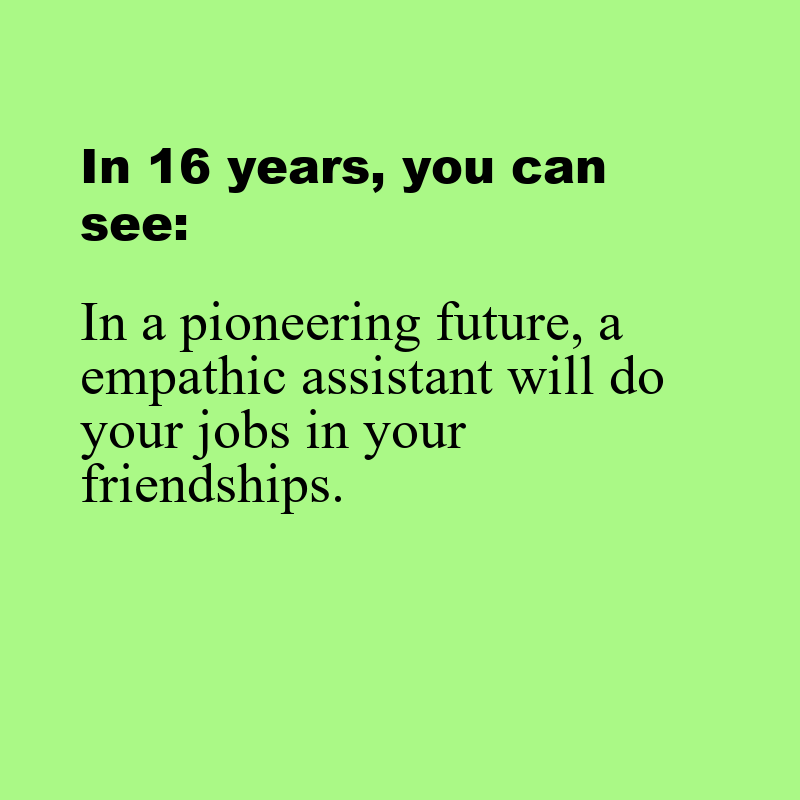 In 16 years, you can
see:
In a pioneering future, a
empathic assistant will do
your jobs in your
friendships.